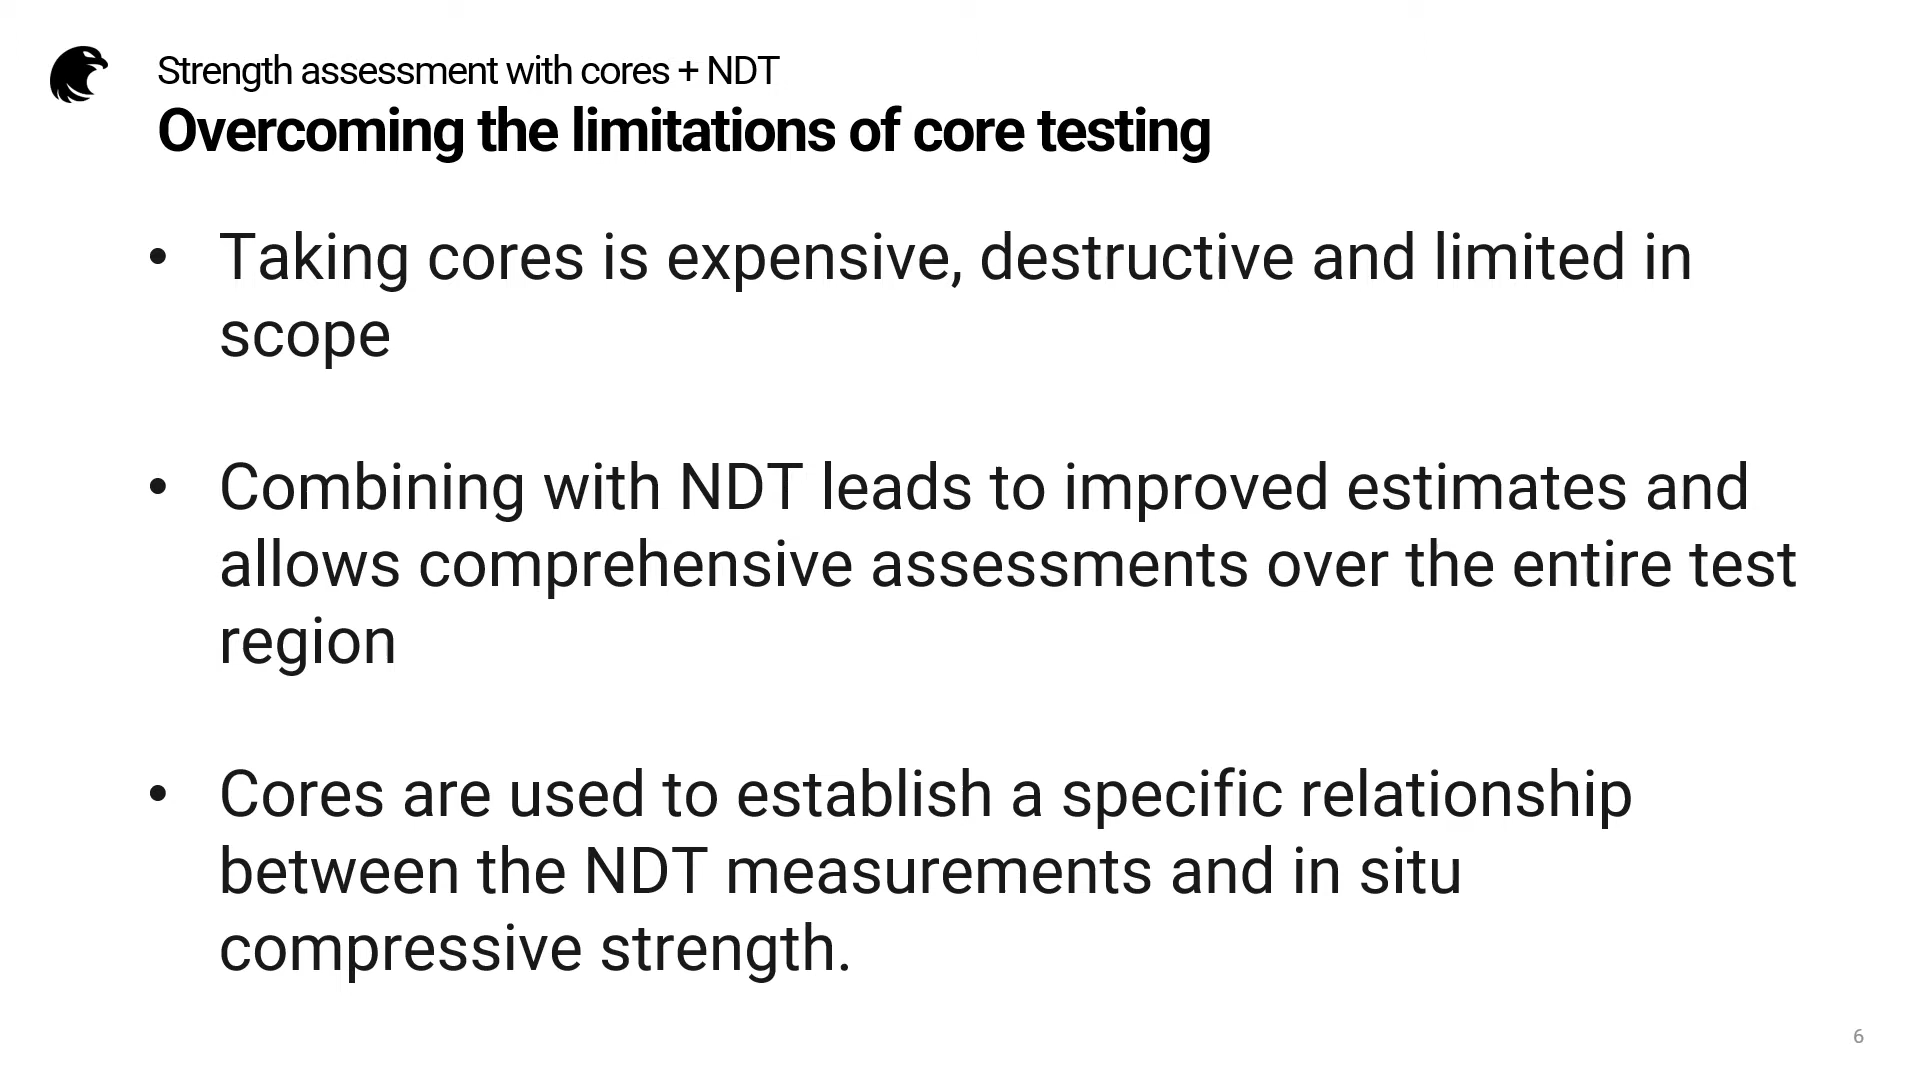 Strength assessment with cores + NDT
Overcoming the limitations of core testing
• Taking cores is expensive, destructive and limited in
scope
• Combining with NDT leads to improved estimates and
allows comprehensive assessments over the entire test
region
• Cores are used to establish a specific relationship
between the NDT measurements and in situ
compressive strength.
6